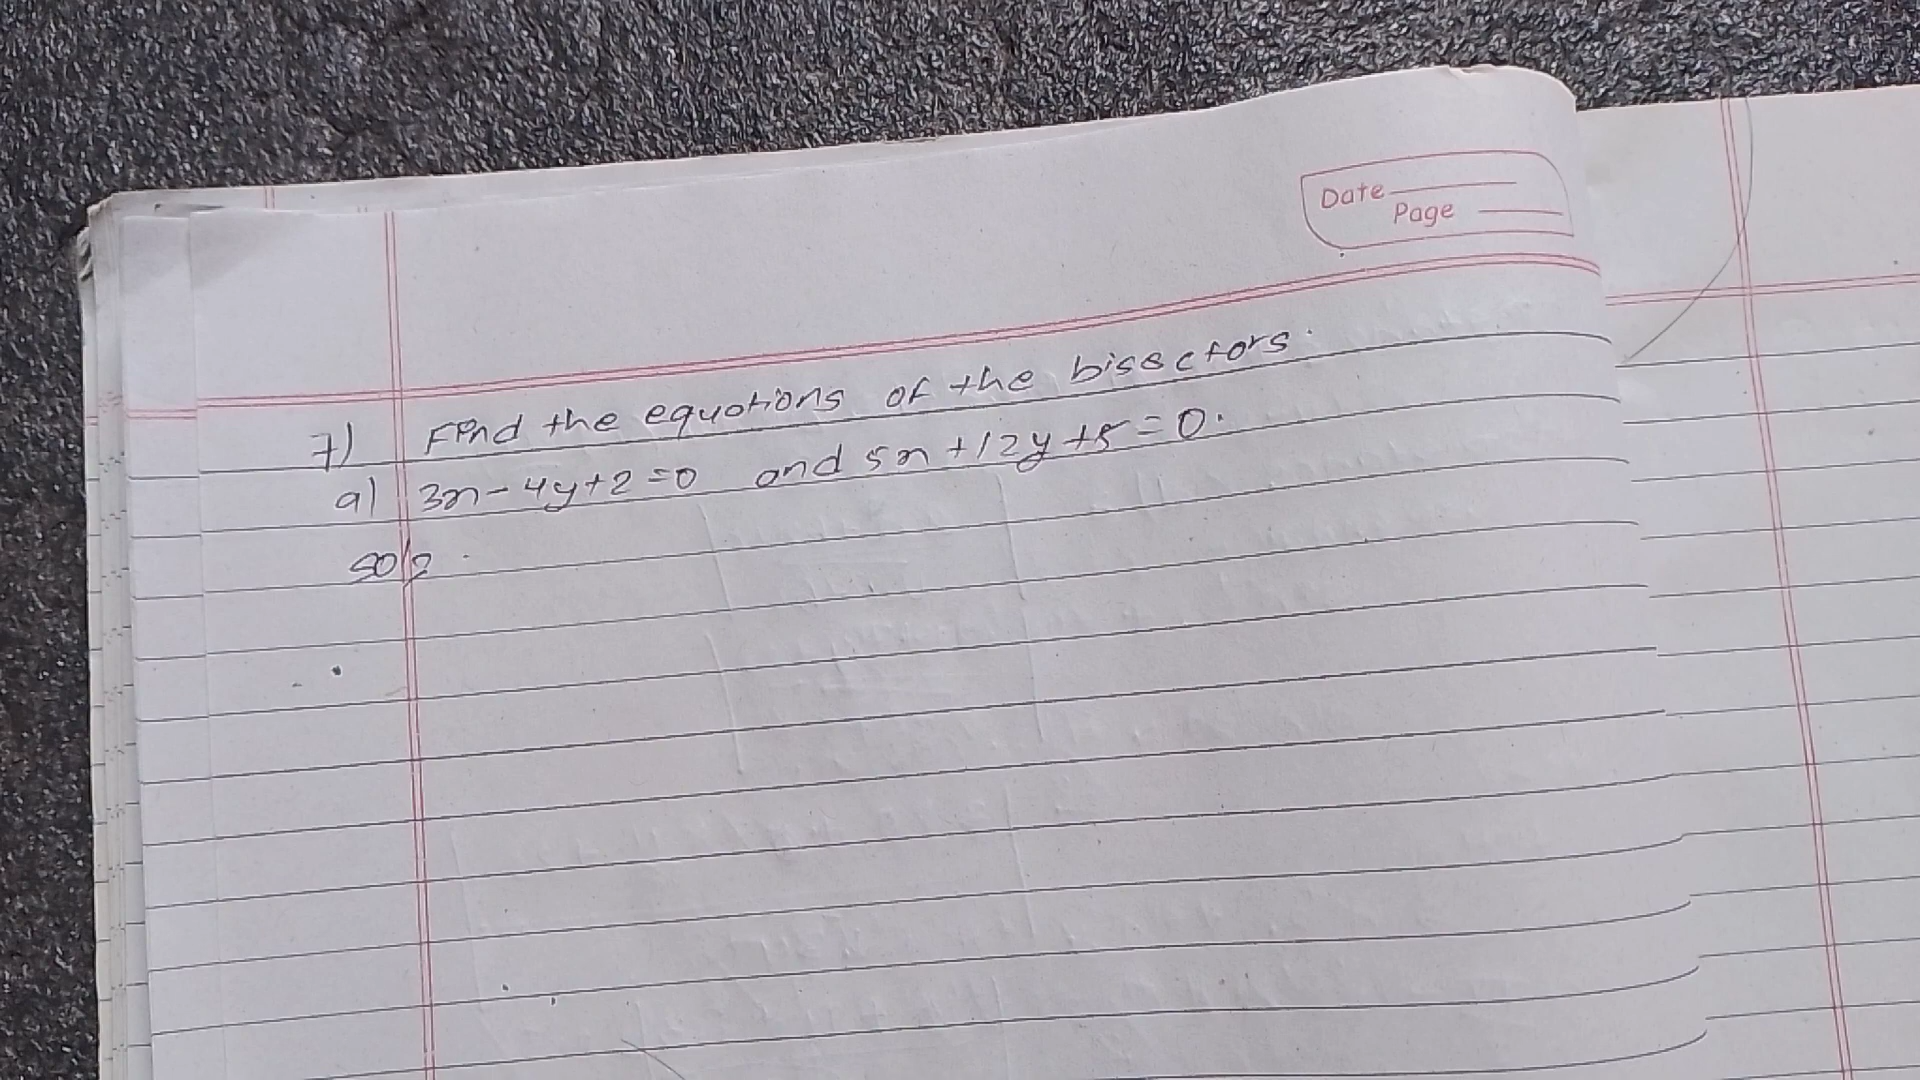 Date
Page
7) Find the equations of the bisectors.
a) 3x - 4y + 2 = 0 and 5x + 12y + 5 = 0.
sol?